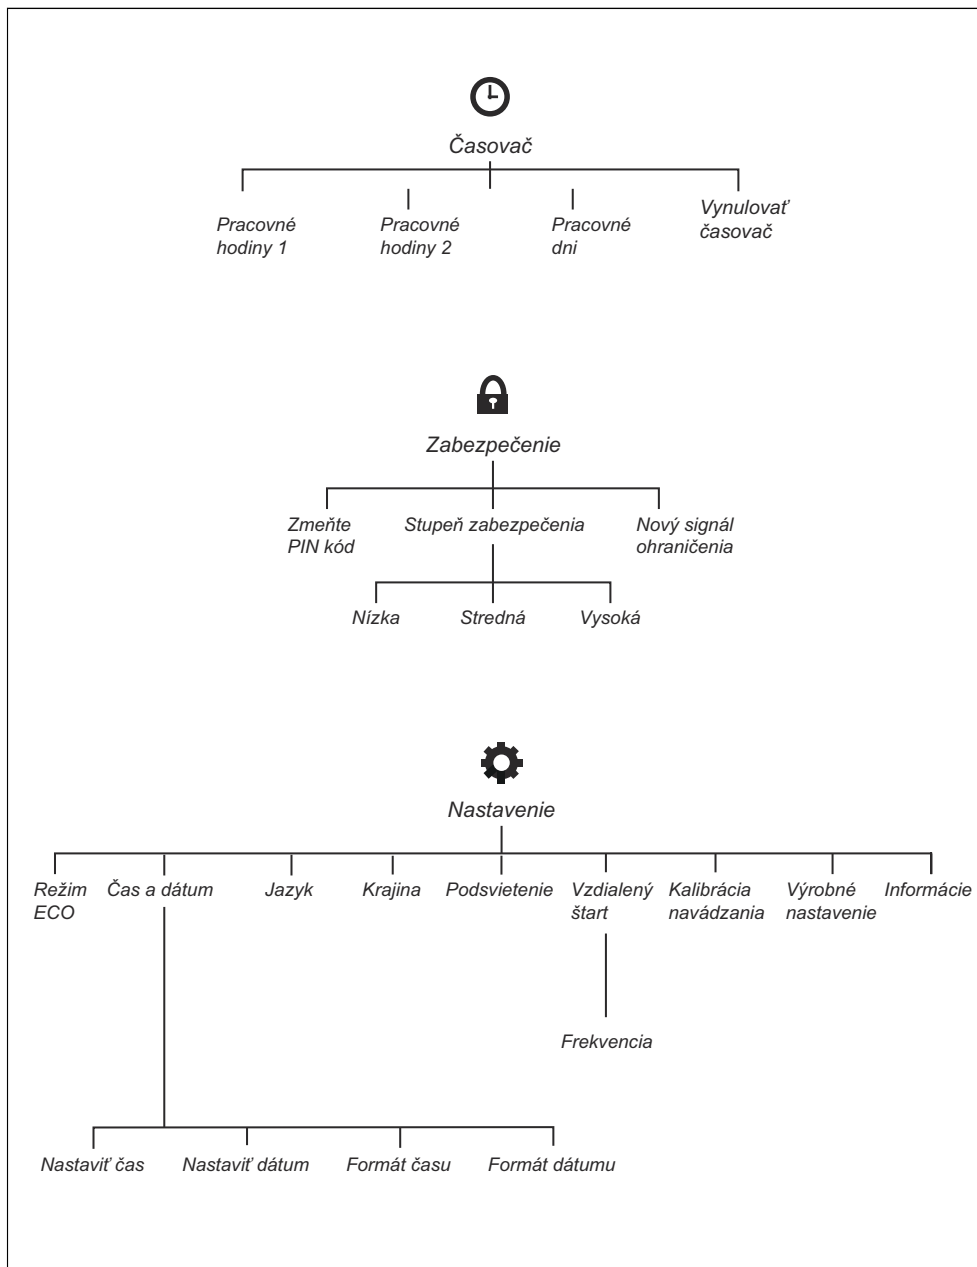 Časovač
Pracovné
hodiny 1
Pracovné
hodiny 2
Pracovné
dni
Vynulovať
časovač
Zabezpečenie
Zmeňte
PIN kód
Stupeň zabezpečenia
Nový signál
ohraničenia
Nízka
Stredná
Vysoká
Nastavenie
Režim
ECO
Čas a dátum
Jazyk
Krajina
Podsvietenie
Vzdialený
štart
Kalibrácia
navádzania
Výrobné
nastavenie
Informácie
Frekvencia
Nastaviť čas
Nastaviť dátum
Formát času
Formát dátumu